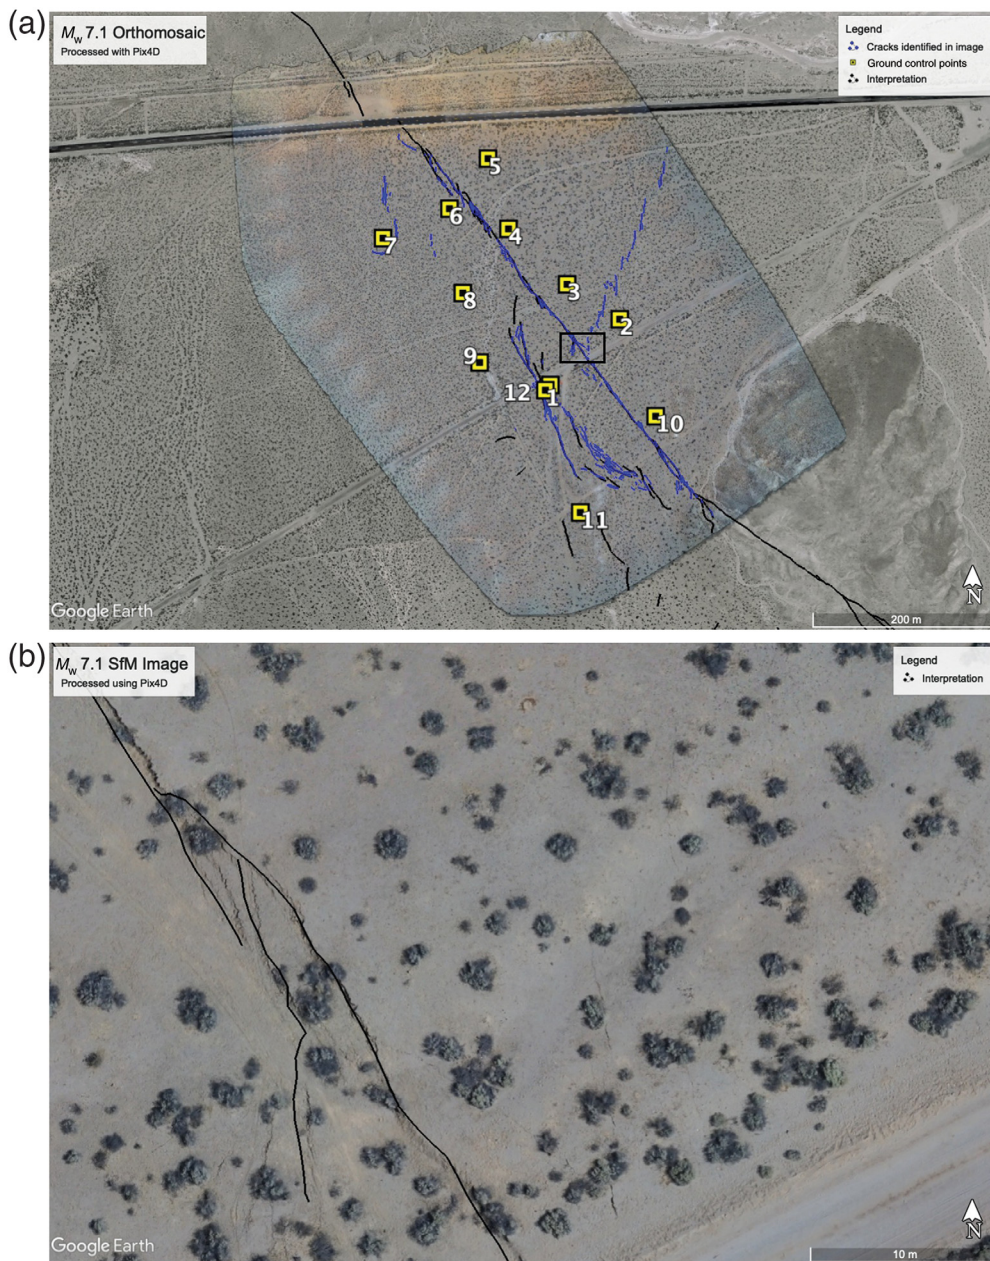 (a)
Mw 7.1 Orthomosaic
Processed with Pix4D
Legend
Cracks identified in image
Ground control points
Interpretation
5
6
4
7
3
8
2
9
12
1
10
11
Google Earth
N
200 m
(b)
Mw 7.1 SfM Image
Processed using Pix4D
Legend
Interpretation
Google Earth
N
10 m